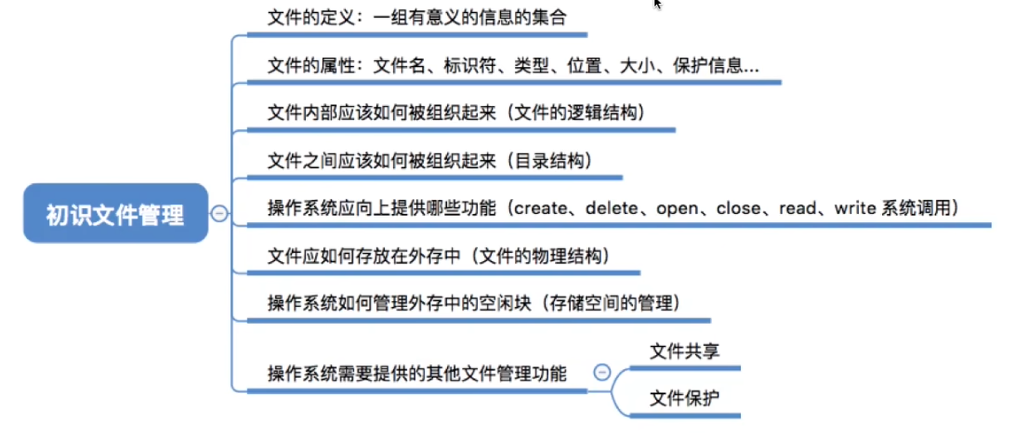 文件的定义：一组有意义的信息的集合
文件的属性：文件名、标识符、类型、位置、大小、保护信息...
文件内部应该如何被组织起来（文件的逻辑结构）
文件之间应该如何被组织起来（目录结构）
初识文件管理
操作系统应向上提供哪些功能（create、delete、open、close、read、write 系统调用）
文件应如何存放在外存中（文件的物理结构）
操作系统如何管理外存中的空闲块（存储空间的管理）
操作系统需要提供的其他文件管理功能
文件共享
文件保护